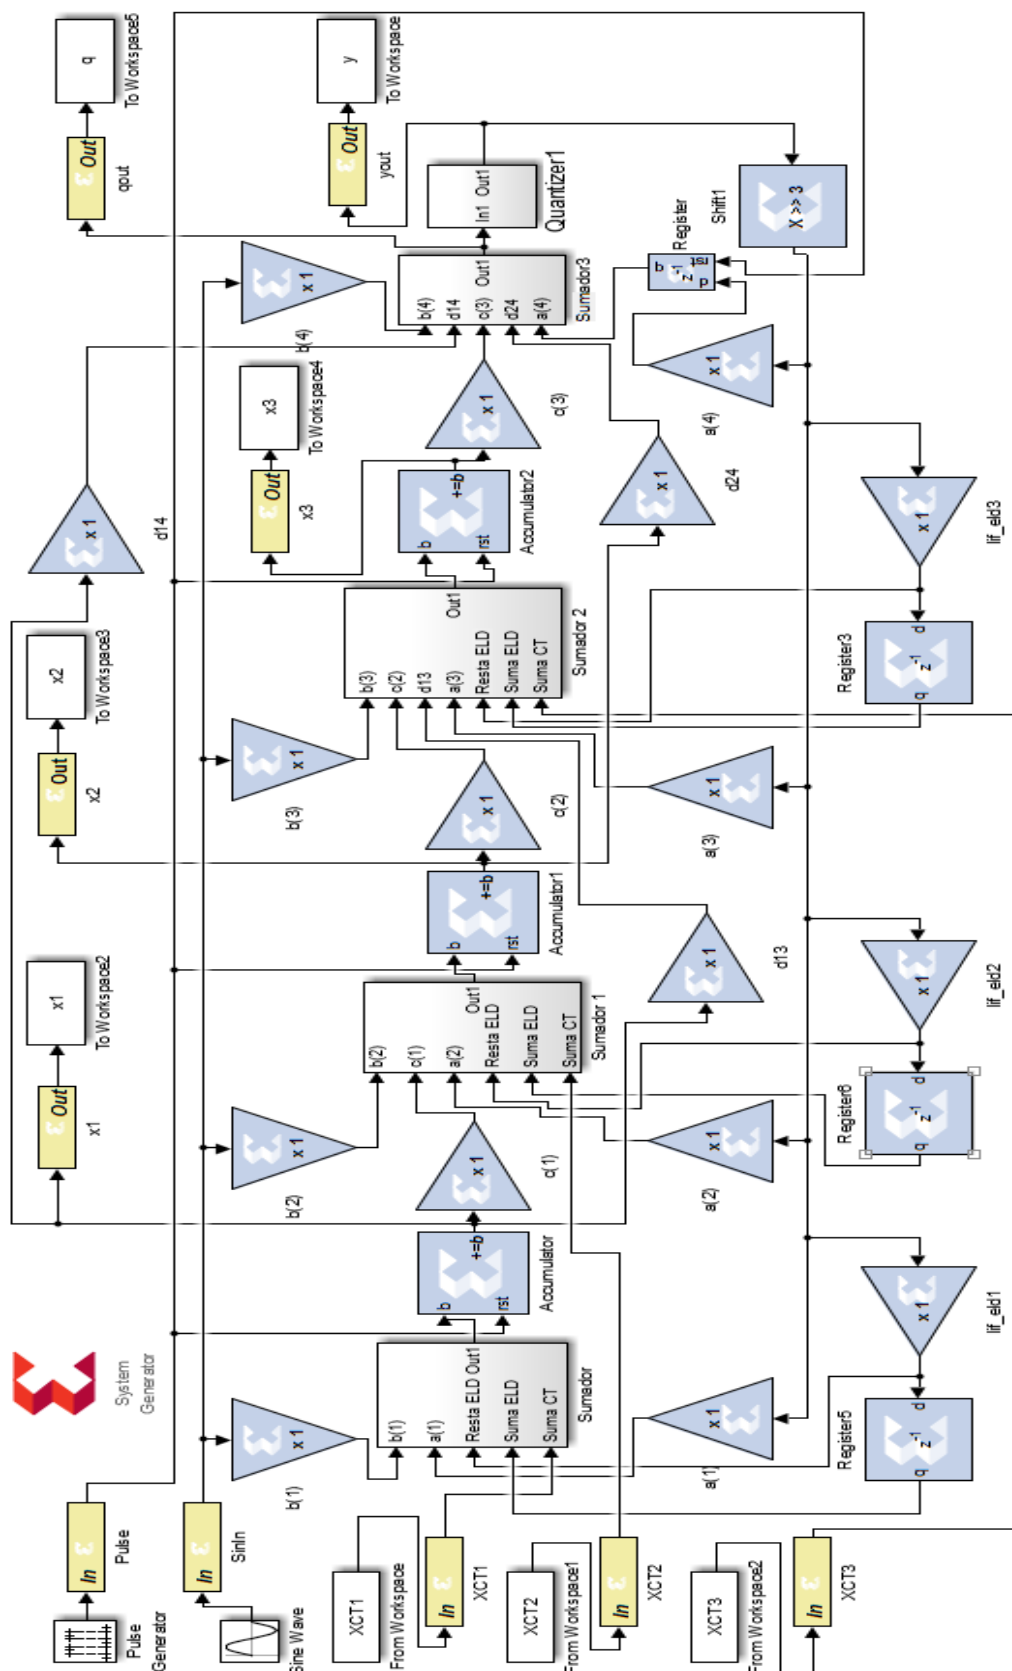 Pulse Generator
In
Pulse
Sine Wave
In
SinIn
XCT1
From Workspace
In
XCT1
XCT2
From Workspace1
In
XCT2
XCT3
From Workspace2
In
XCT3
System Generator
x 1
b(1)
b(1)
a(1)
Resta ELD
Suma ELD
Suma CT
Out1
Sumador
x 1
a(1)
d
z-1
q
Register5
x 1
lif_eld1
b
rst
+=b
Accumulator
x 1
c(1)
Out
x1
x1
To Workspace2
x 1
b(2)
b(2)
c(1)
a(2)
Resta ELD
Suma ELD
Suma CT
Out1
Sumador 1
x 1
a(2)
d
z-1
q
Register6
x 1
lif_eld2
b
rst
+=b
Accumulator1
x 1
d13
x 1
c(2)
Out
x2
x2
To Workspace3
x 1
b(3)
b(3)
c(2)
d13
a(3)
Resta ELD
Suma ELD
Suma CT
Out1
Sumador 2
x 1
a(3)
d
z-1
q
Register3
x 1
lif_eld3
x 1
d14
b
rst
+=b
Accumulator2
x 1
d24
x 1
c(3)
Out
x3
x3
To Workspace4
x 1
b(4)
b(4)
d14
c(3)
d24
a(4)
Out1
Sumador3
x 1
a(4)
d
rst
z-1
q
Register
X >> 3
Shift1
In1
Out1
Quantizer1
Out
qout
q
To Workspace5
Out
yout
y
To Workspace